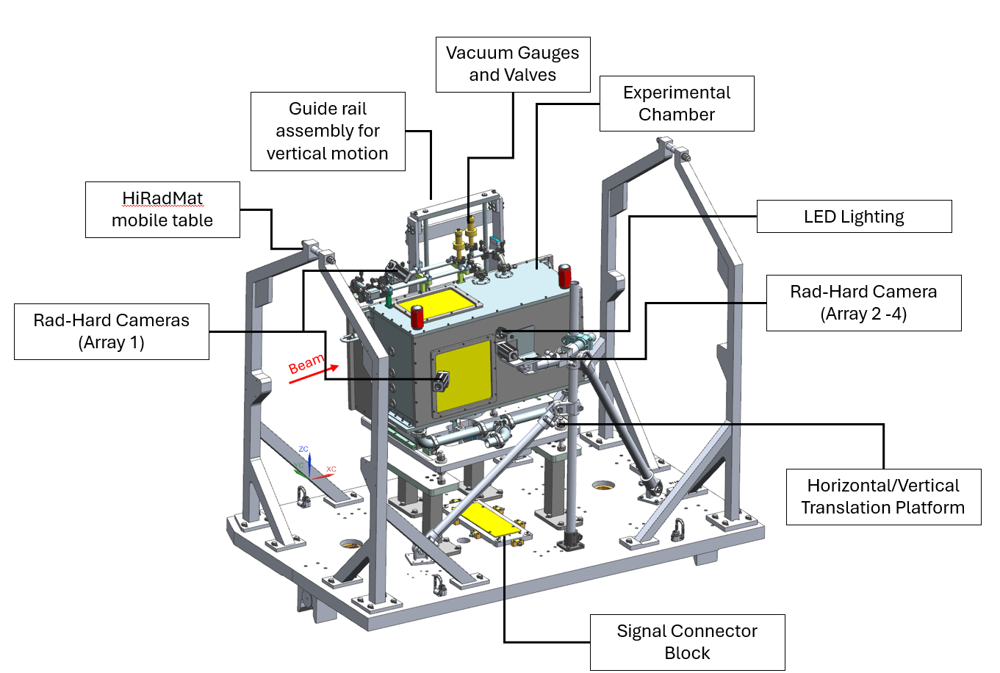 Vacuum Gauges
and Valves
Experimental
Chamber
Guide rail
assembly for
vertical motion
HiRadMat
mobile table
LED Lighting
Rad-Hard Camera
(Array 2 -4)
Rad-Hard Cameras
(Array 1)
Beam
ZC
YC
XC
Horizontal/Vertical
Translation Platform
Signal Connector
Block